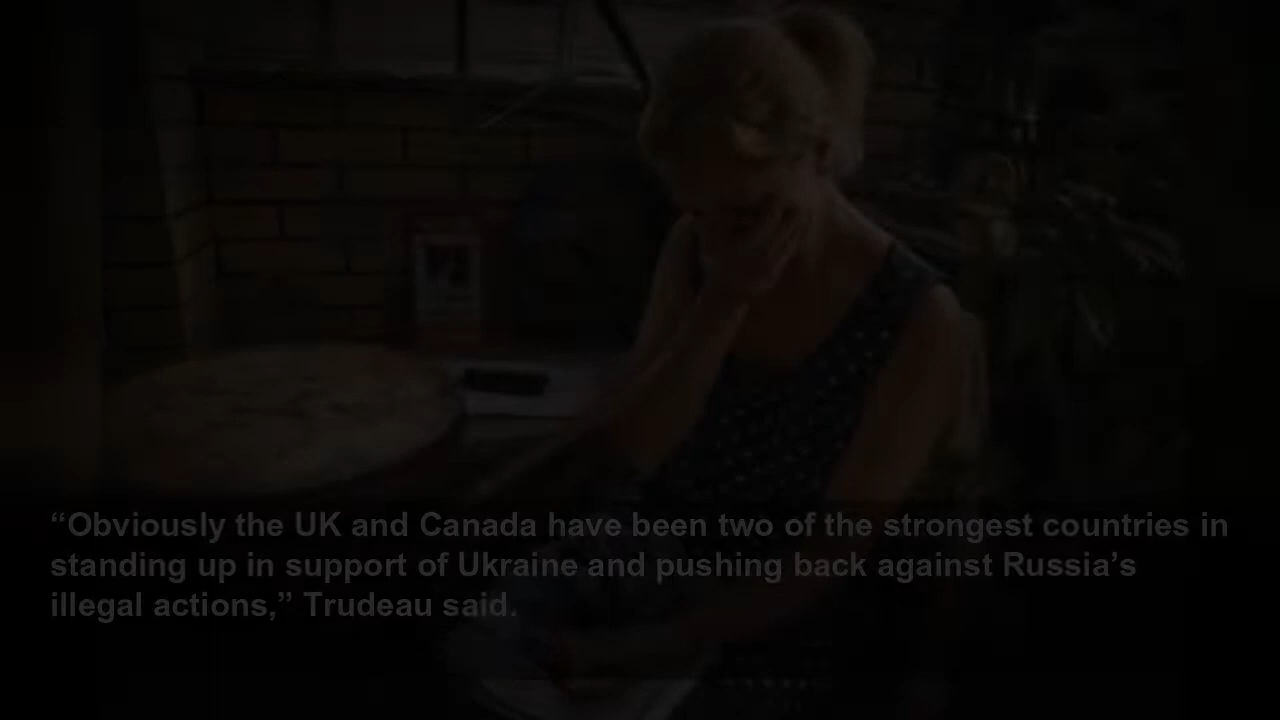 “Obviously the UK and Canada have been two of the strongest countries in
standing up in support of Ukraine and pushing back against Russia’s
illegal actions,” Trudeau said.